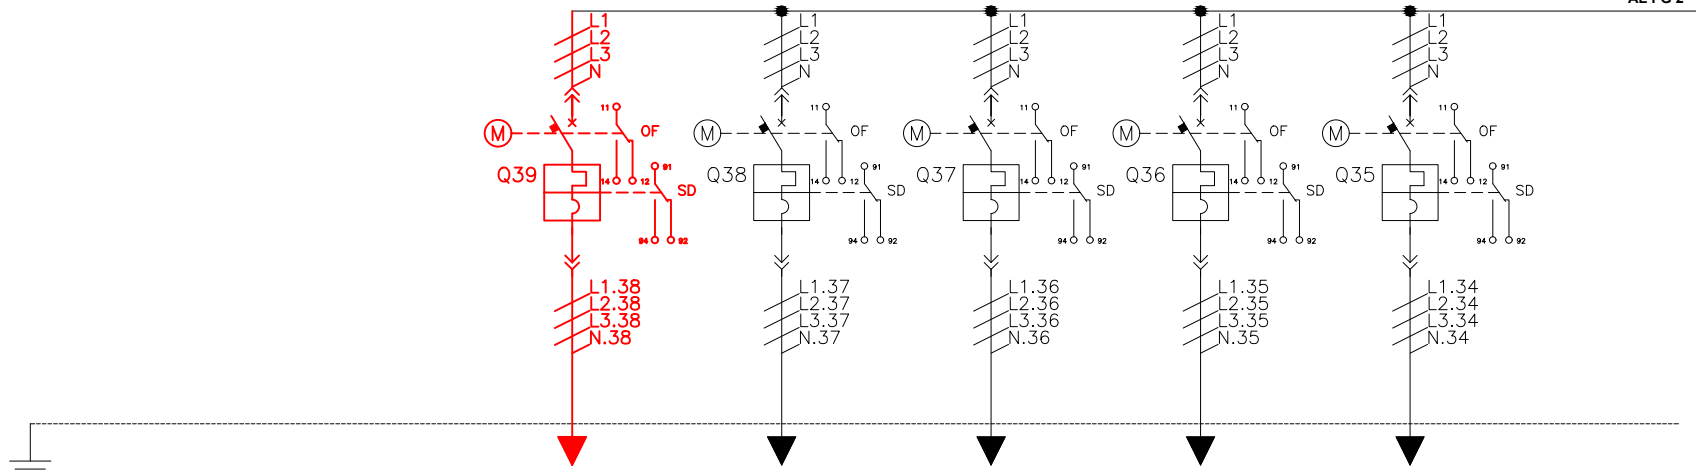 L1 L1 L1 L1 L1
L2 L2 L2 L2 L2
L3 L3 L3 L3 L3
N N N N N
11 11 11 11 11
M OF M OF M OF M OF M OF
Q39 14 12 91 Q38 14 12 91 Q37 14 12 91 Q36 14 12 91 Q35 14 12 91
SD SD SD SD SD
94 92 94 92 94 92 94 92 94 92
L1.38 L1.37 L1.36 L1.35 L1.34
L2.38 L2.37 L2.36 L2.35 L2.34
L3.38 L3.37 L3.36 L3.35 L3.34
N.38 N.37 N.36 N.35 N.34